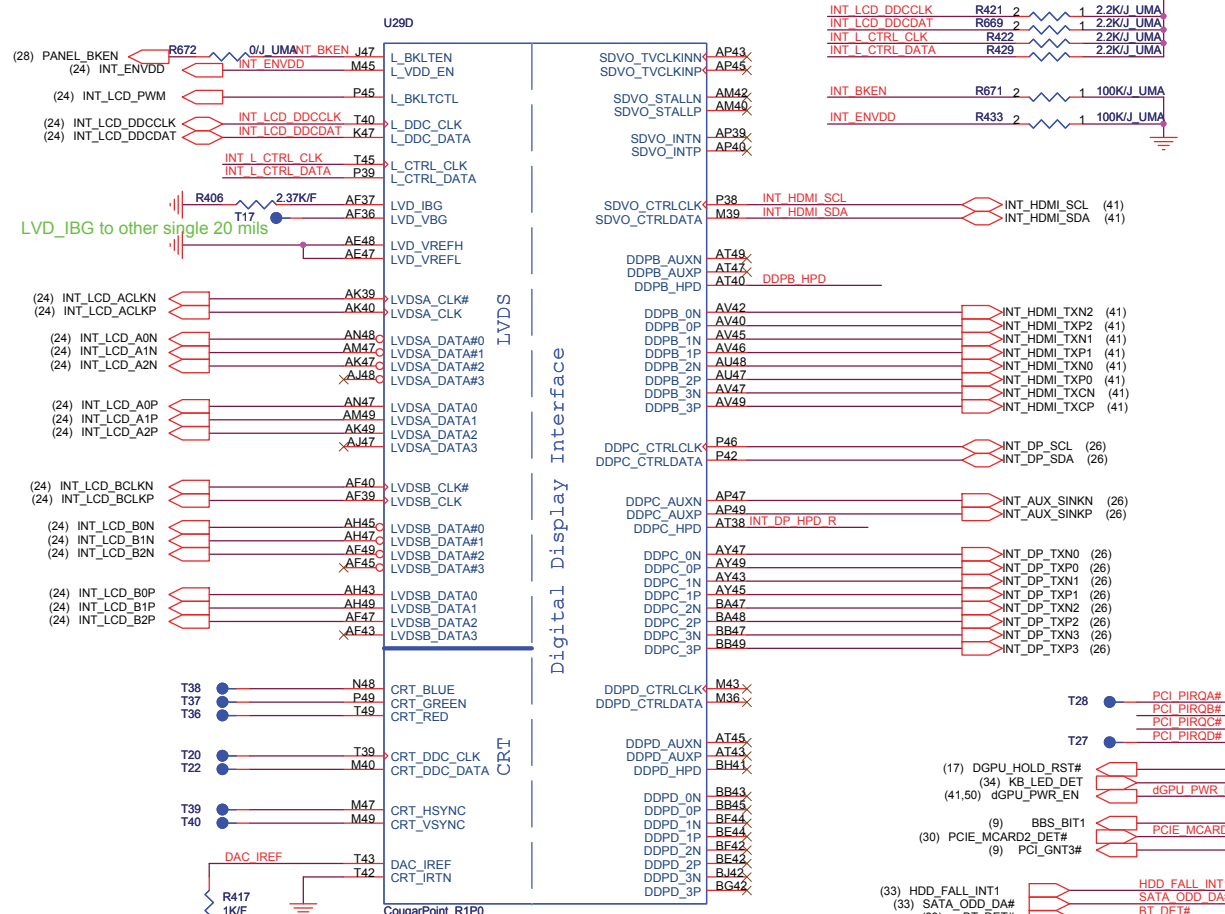 U29D
(28) PANEL_BKEN R672 0/J_UMA INT_BKEN J47 L_BKLTEN
(24) INT_ENVDD INT_ENVDD M45 L_VDD_EN
(24) INT_LCD_PWM P45 L_BKLTCTL
(24) INT_LCD_DDCCLK INT_LCD_DDCCLK T40 L_DDC_CLK
(24) INT_LCD_DDCDAT INT_LCD_DDCDAT K47 L_DDC_DATA
INT_L_CTRL_CLK T45 L_CTRL_CLK
INT_L_CTRL_DATA P39 L_CTRL_DATA
R406 2.37K/F AF37 LVD_IBG
T17 AF36 LVD_VBG
LVD_IBG to other single 20 mils
AE48 LVD_VREFH
AE47 LVD_VREFL
(24) INT_LCD_ACLKN AK39 LVDSA_CLK#
(24) INT_LCD_ACLKP AK40 LVDSA_CLK
(24) INT_LCD_A0N AN48 LVDSA_DATA#0
(24) INT_LCD_A1N AM47 LVDSA_DATA#1
(24) INT_LCD_A2N AK47 LVDSA_DATA#2
AJ48 LVDSA_DATA#3
(24) INT_LCD_A0P AN47 LVDSA_DATA0
(24) INT_LCD_A1P AM49 LVDSA_DATA1
(24) INT_LCD_A2P AK49 LVDSA_DATA2
AJ47 LVDSA_DATA3
(24) INT_LCD_BCLKN AF40 LVDSB_CLK#
(24) INT_LCD_BCLKP AF39 LVDSB_CLK
(24) INT_LCD_B0N AH45 LVDSB_DATA#0
(24) INT_LCD_B1N AH47 LVDSB_DATA#1
(24) INT_LCD_B2N AF49 LVDSB_DATA#2
AF45 LVDSB_DATA#3
(24) INT_LCD_B0P AH43 LVDSB_DATA0
(24) INT_LCD_B1P AH49 LVDSB_DATA1
(24) INT_LCD_B2P AF47 LVDSB_DATA2
AF43 LVDSB_DATA3
T38 N48 CRT_BLUE
T37 P49 CRT_GREEN
T36 T49 CRT_RED
T20 T39 CRT_DDC_CLK
T22 M40 CRT_DDC_DATA
T39 M47 CRT_HSYNC
T40 M49 CRT_VSYNC
DAC_IREF T43 DAC_IREF
T42 CRT_IRTN
R417
1K/F
CougarPoint_R1P0
LVDS
Digital Display Interface
CRT
SDVO_TVCLKINN AP43
SDVO_TVCLKINP AP45
SDVO_STALLN AM42
SDVO_STALLP AM40
SDVO_INTN AP39
SDVO_INTP AP40
SDVO_CTRLCLK P38 INT_HDMI_SCL INT_HDMI_SCL (41)
SDVO_CTRLDATA M39 INT_HDMI_SDA INT_HDMI_SDA (41)
DDPB_AUXN AT49
DDPB_AUXP AT47
DDPB_HPD AT40 DDPB_HPD
DDPB_0N AV42 INT_HDMI_TXN2 (41)
DDPB_0P AV40 INT_HDMI_TXP2 (41)
DDPB_1N AV45 INT_HDMI_TXN1 (41)
DDPB_1P AV46 INT_HDMI_TXP1 (41)
DDPB_2N AU48 INT_HDMI_TXN0 (41)
DDPB_2P AU47 INT_HDMI_TXP0 (41)
DDPB_3N AV47 INT_HDMI_TXCN (41)
DDPB_3P AV49 INT_HDMI_TXCP (41)
DDPC_CTRLCLK P46 INT_DP_SCL (26)
DDPC_CTRLDATA P42 INT_DP_SDA (26)
DDPC_AUXN AP47 INT_AUX_SINKN (26)
DDPC_AUXP AP49 INT_AUX_SINKP (26)
DDPC_HPD AT38 INT_DP_HPD_R
DDPC_0N AY47 INT_DP_TXN0 (26)
DDPC_0P AY49 INT_DP_TXP0 (26)
DDPC_1N AY43 INT_DP_TXN1 (26)
DDPC_1P AY45 INT_DP_TXP1 (26)
DDPC_2N BA47 INT_DP_TXN2 (26)
DDPC_2P BA48 INT_DP_TXP2 (26)
DDPC_3N BB47 INT_DP_TXN3 (26)
DDPC_3P BB49 INT_DP_TXP3 (26)
DDPD_CTRLCLK M43
DDPD_CTRLDATA M36
DDPD_AUXN AT45
DDPD_AUXP AT43
DDPD_HPD BH41
DDPD_0N BB43
DDPD_0P BB45
DDPD_1N BF44
DDPD_1P BE44
DDPD_2N BF42
DDPD_2P BE42
DDPD_3N BJ42
DDPD_3P BG42
INT_LCD_DDCCLK R421 2 1 2.2K/J_UMA
INT_LCD_DDCDAT R669 2 1 2.2K/J_UMA
INT_L_CTRL_CLK R422 2 1 2.2K/J_UMA
INT_L_CTRL_DATA R429 2 1 2.2K/J_UMA
INT_BKEN R671 2 1 100K/J_UMA
INT_ENVDD R433 2 1 100K/J_UMA
T28 PCI_PIRQA#
PCI_PIRQB#
PCI_PIRQC#
T27 PCI_PIRQD#
(17) DGPU_HOLD_RST#
(34) KB_LED_DET
(41,50) dGPU_PWR_EN dGPU_PWR
(9) BBS_BIT1
(30) PCIE_MCARD2_DET# PCIE_MCARD
(9) PCI_GNT3#
(33) HDD_FALL_INT1 HDD_FALL_INT
(33) SATA_ODD_DA# SATA_ODD_DA
BT_DET#